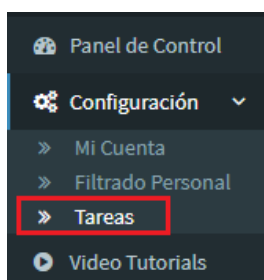 Panel de Control
Configuración
Mi Cuenta
Filtrado Personal
Tareas
Video Tutorials